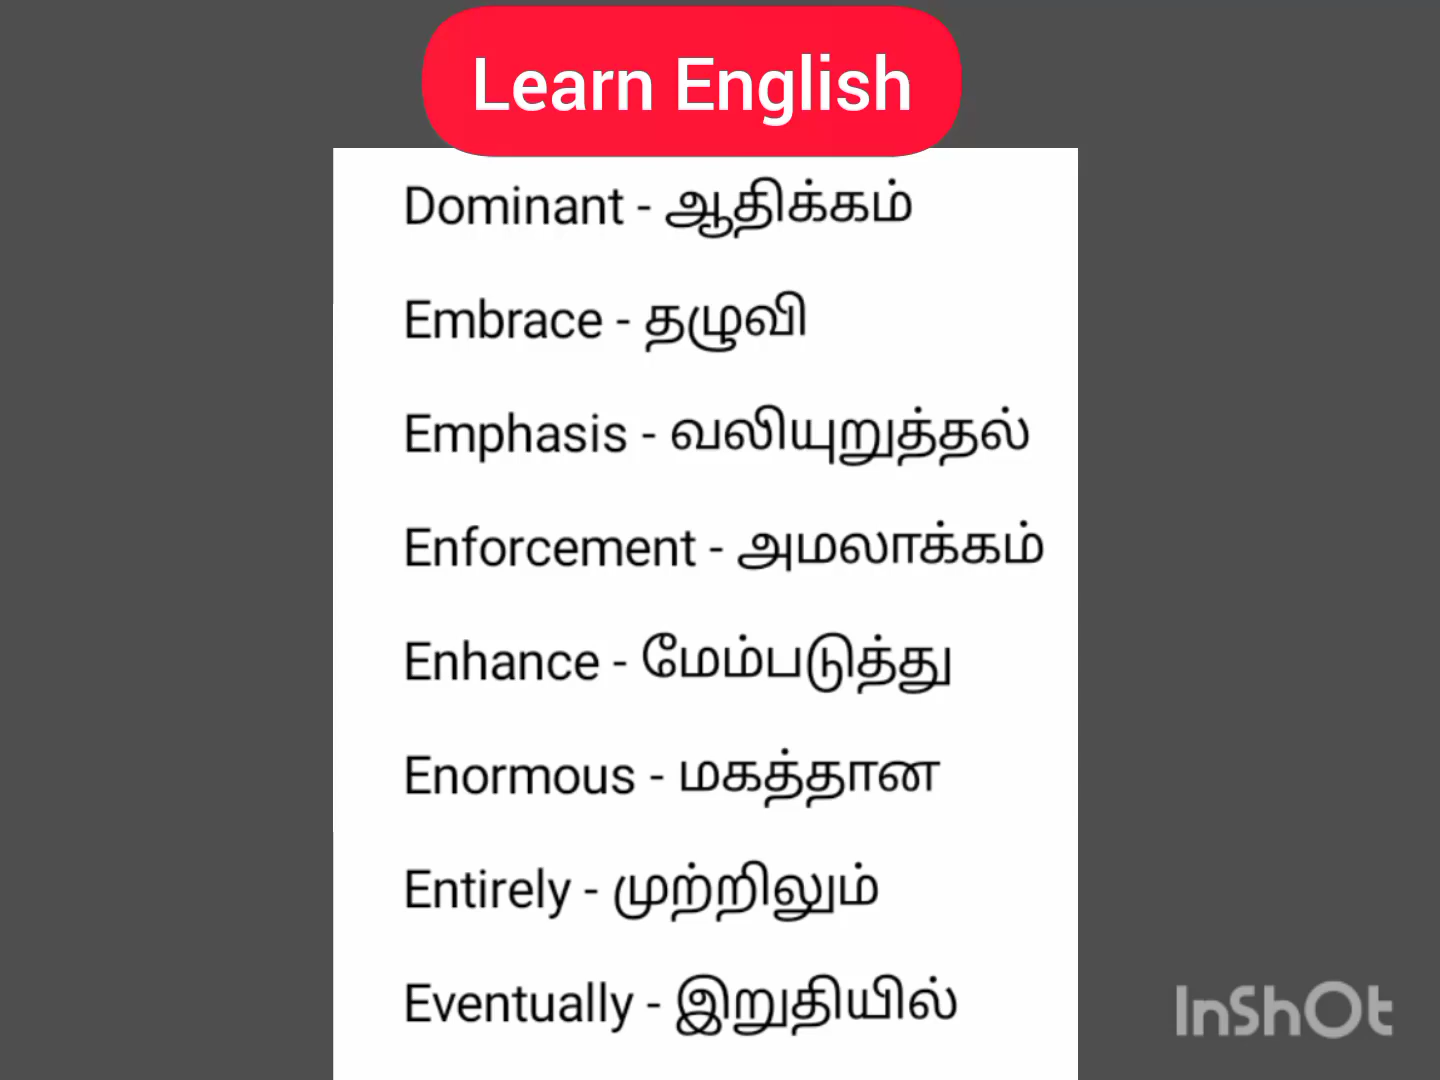 Learn English
Dominant - ஆதிக்கம்
Embrace - தழுவி
Emphasis - வலியுறுத்தல்
Enforcement - அமலாக்கம்
Enhance - மேம்படுத்து
Enormous - மகத்தான
Entirely - முற்றிலும்
Eventually - இறுதியில்
InShOt